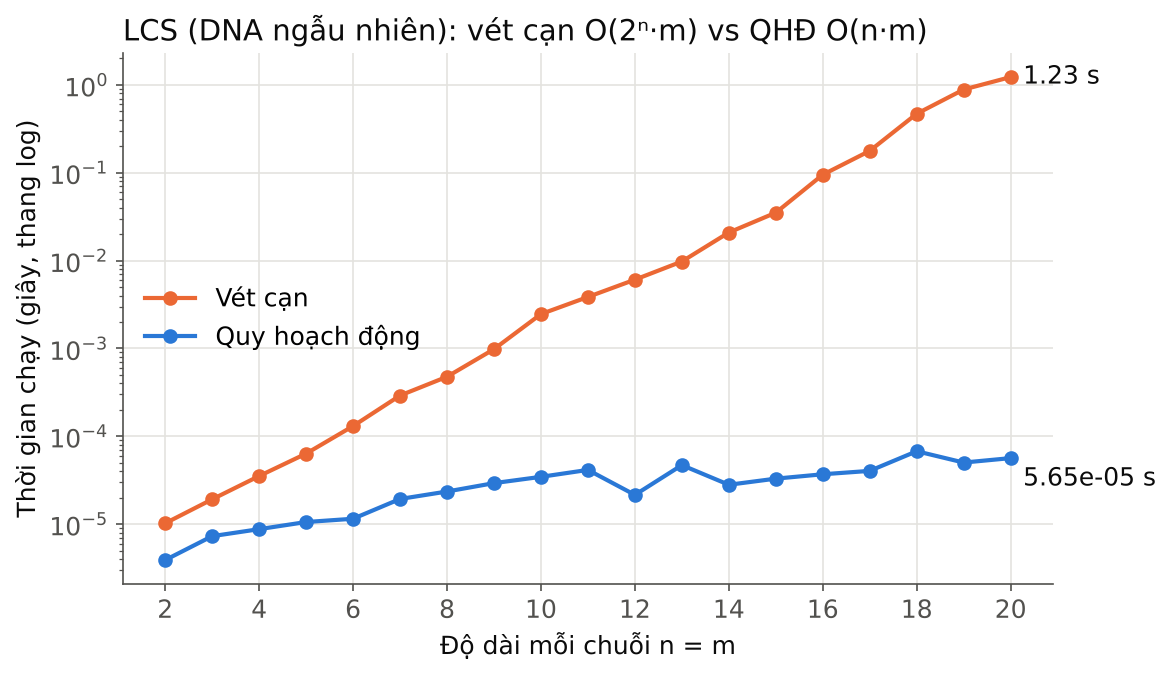 LCS (DNA ngẫu nhiên): vét cạn O(2ⁿ·m) vs QHĐ O(n·m)
Thời gian chạy (giây, thang log)
10⁰
10⁻¹
10⁻²
10⁻³
10⁻⁴
10⁻⁵
1.23 s
Vét cạn
Quy hoạch động
5.65e-05 s
2 4 6 8 10 12 14 16 18 20
Độ dài mỗi chuỗi n = m